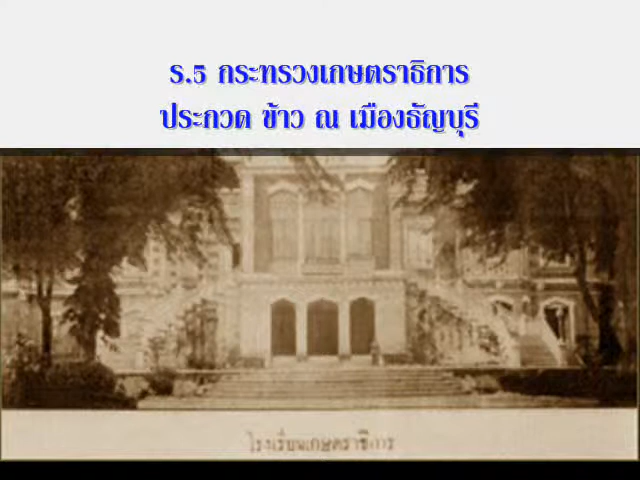 ร.5 กระทรวงเกษตราธิการ
ประกวด ข้าว ณ เมืองธัญบุรี
โรงเรียนเกษตราธิการ